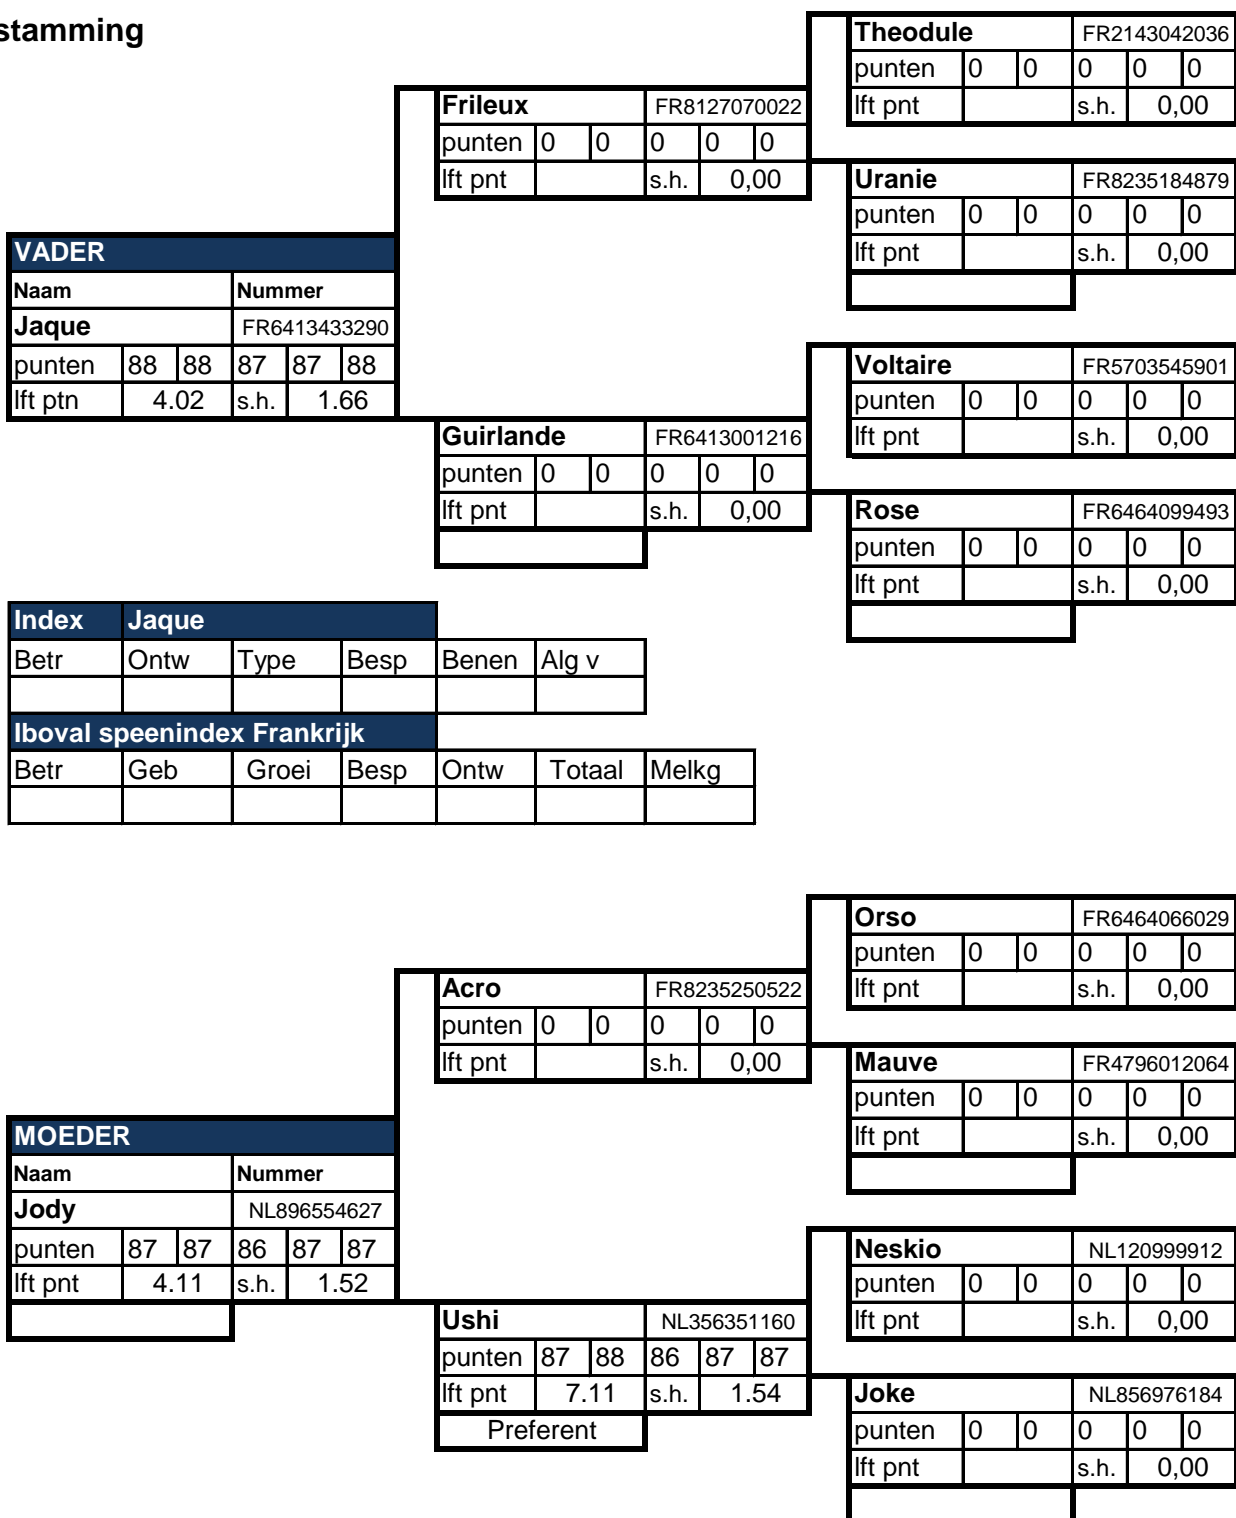 stamming
Theodule FR2143042036
punten 0 0 0 0 0
lft pnt s.h. 0,00
Frileux FR8127070022
punten 0 0 0 0 0
lft pnt s.h. 0,00
Uranie FR8235184879
punten 0 0 0 0 0
lft pnt s.h. 0,00
VADER
Naam Nummer
Jaque FR6413433290
punten 88 88 87 87 88
lft ptn 4.02 s.h. 1.66
Voltaire FR5703545901
punten 0 0 0 0 0
lft pnt s.h. 0,00
Guirlande FR6413001216
punten 0 0 0 0 0
lft pnt s.h. 0,00
Rose FR6464099493
punten 0 0 0 0 0
lft pnt s.h. 0,00
Index Jaque
Betr Ontw Type Besp Benen Alg v
Iboval speenindex Frankrijk
Betr Geb Groei Besp Ontw Totaal Melkg
Orso FR6464066029
punten 0 0 0 0 0
lft pnt s.h. 0,00
Acro FR8235250522
punten 0 0 0 0 0
lft pnt s.h. 0,00
Mauve FR4796012064
punten 0 0 0 0 0
lft pnt s.h. 0,00
MOEDER
Naam Nummer
Jody NL896554627
punten 87 87 86 87 87
lft pnt 4.11 s.h. 1.52
Neskio NL120999912
punten 0 0 0 0 0
lft pnt s.h. 0,00
Ushi NL356351160
punten 87 88 86 87 87
lft pnt 7.11 s.h. 1.54
Preferent
Joke NL856976184
punten 0 0 0 0 0
lft pnt s.h. 0,00